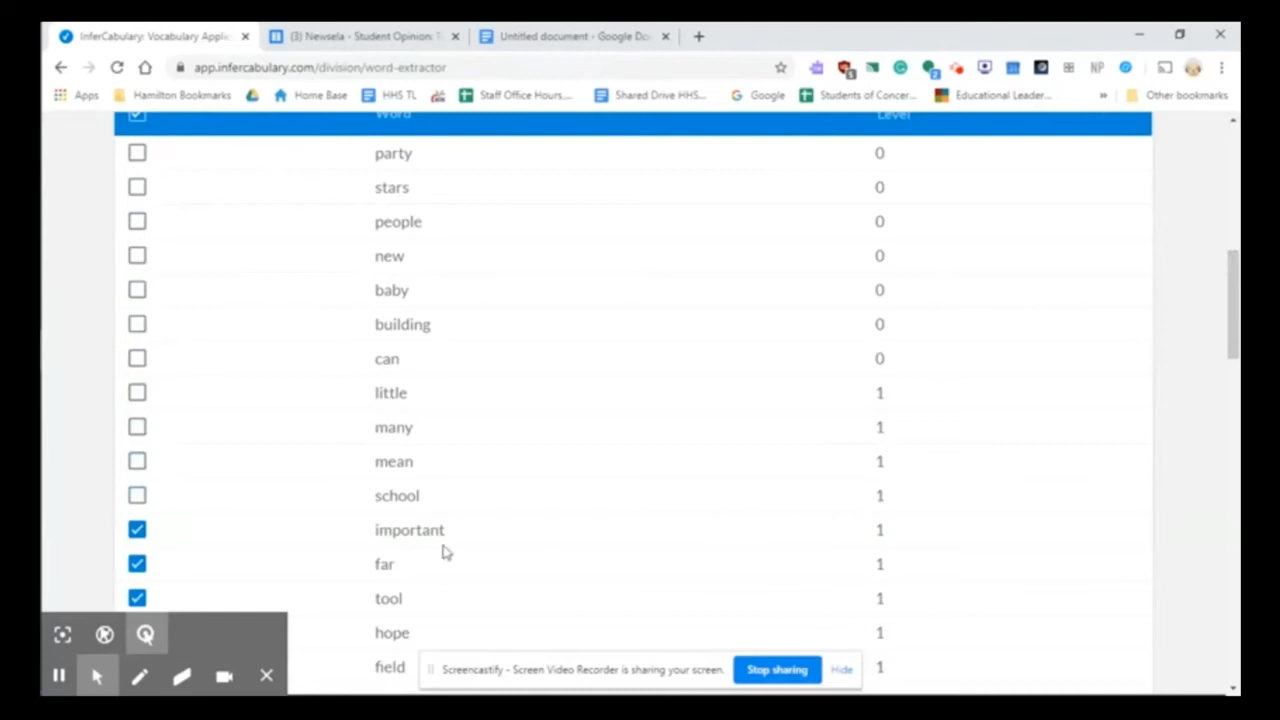 InferCabulary: Vocabulary Applic
(3) Newsela - Student Opinion: T
Untitled document - Google Do
app.infercabulary.com/division/word-extractor
NP
Apps
Hamilton Bookmarks
Home Base
HHS TL
Staff Office Hours,...
Shared Drive HHS...
Google
Students of Concer...
Educational Leader...
»
Other bookmarks
Word Level
party 0
stars 0
people 0
new 0
baby 0
building 0
can 0
little 1
many 1
mean 1
school 1
important 1
far 1
tool 1
hope
field 1
Screencastify - Screen Video Recorder is sharing your screen.
Stop sharing
Hide